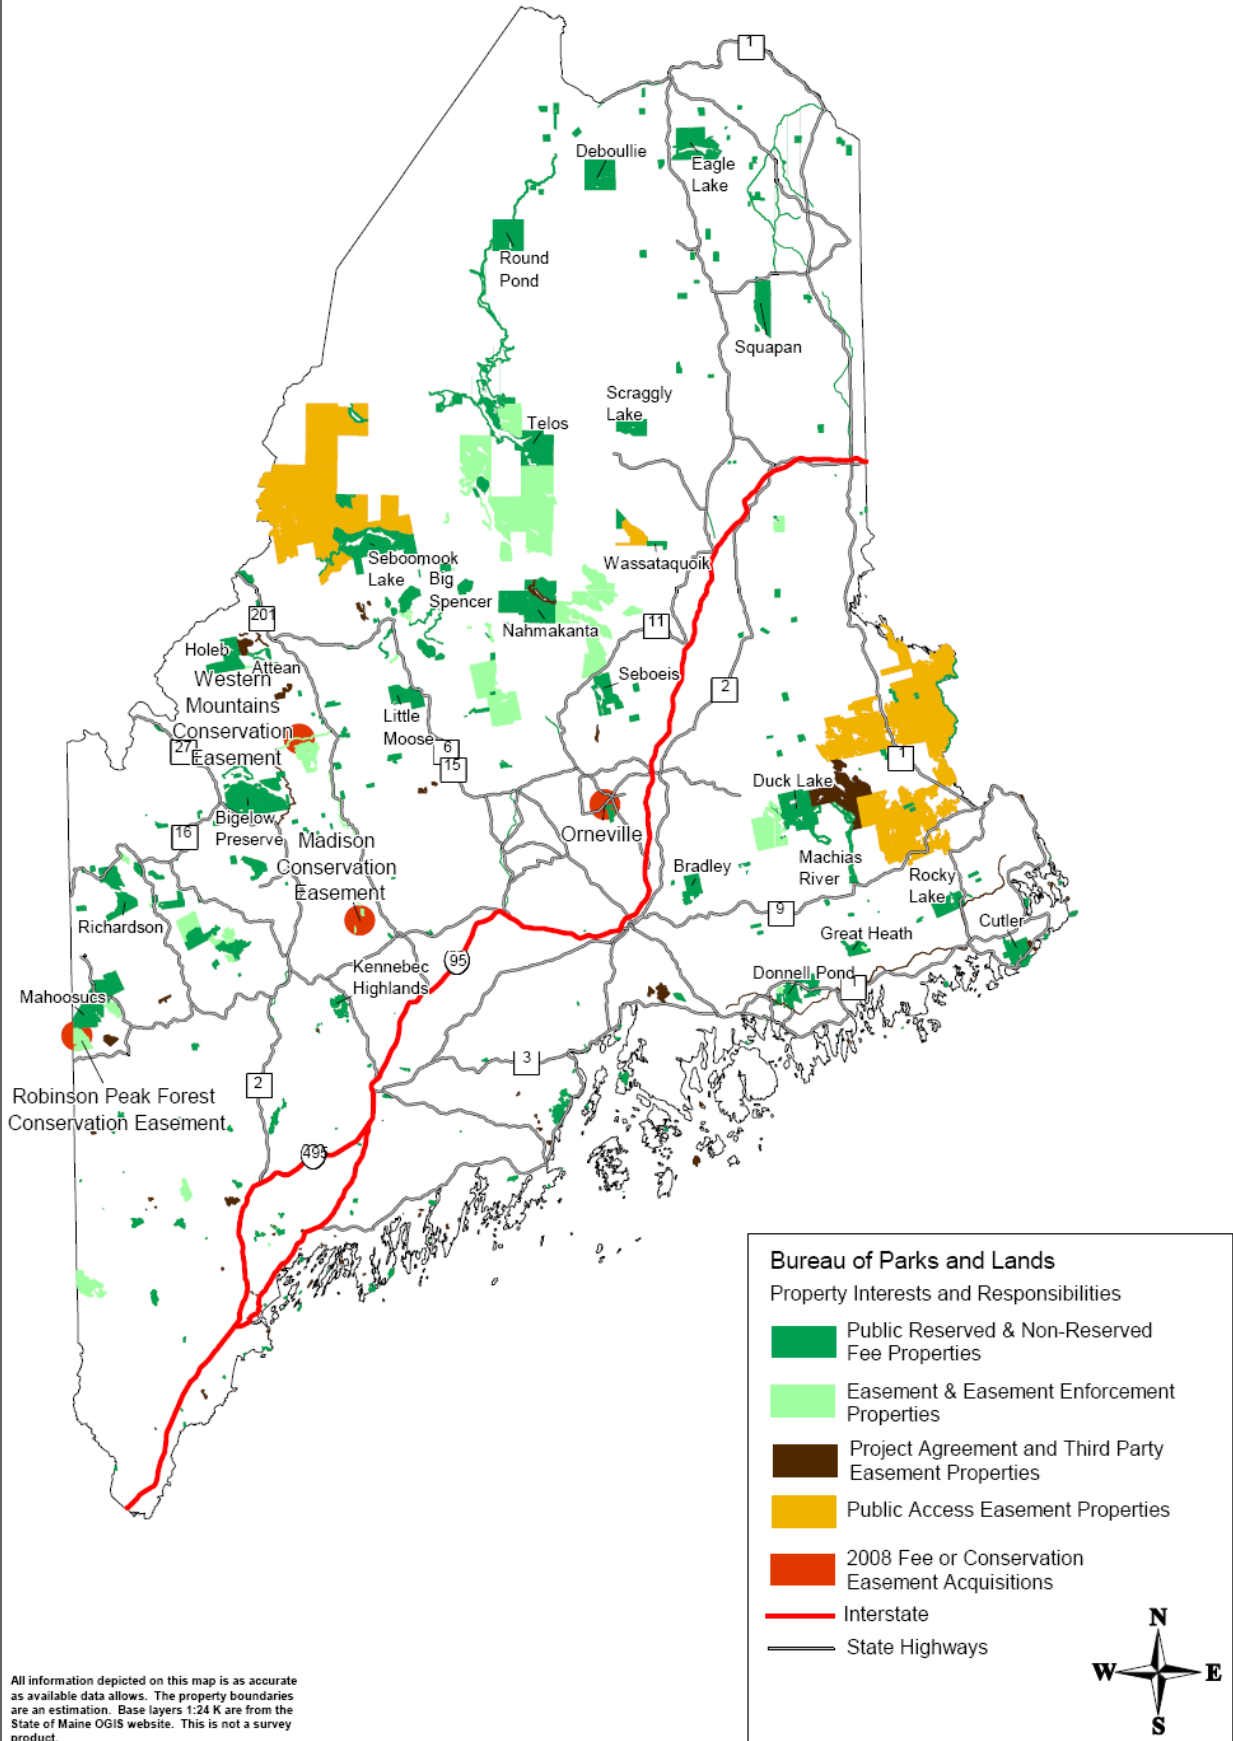 1
Deboullie
Eagle
Lake
Round
Pond
Squapan
Scraggly
Lake
Telos
Wassataquoik
Seboomook
Lake
Big
Spencer
201
11
Nahmakanta
Holeb
Attean
Seboeis
Western
Mountains
Conservation
Easement
2
Little
Moose
27
6
15
1
Duck Lake
Bigelow
Preserve
16
Orneville
Madison
Conservation
Easement
Machias
River
Bradley
Rocky
Lake
9
Richardson
Great Heath
Cutler
95
Kennebec
Highlands
Donnell Pond
1
Mahoosucs
3
2
Robinson Peak Forest
Conservation Easement
495
Bureau of Parks and Lands
Property Interests and Responsibilities
Public Reserved & Non-Reserved
Fee Properties
Easement & Easement Enforcement
Properties
Project Agreement and Third Party
Easement Properties
Public Access Easement Properties
2008 Fee or Conservation
Easement Acquisitions
Interstate
State Highways
N
W E
S
All information depicted on this map is as accurate
as available data allows. The property boundaries
are an estimation. Base layers 1:24 K are from the
State of Maine OGIS website. This is not a survey
product.